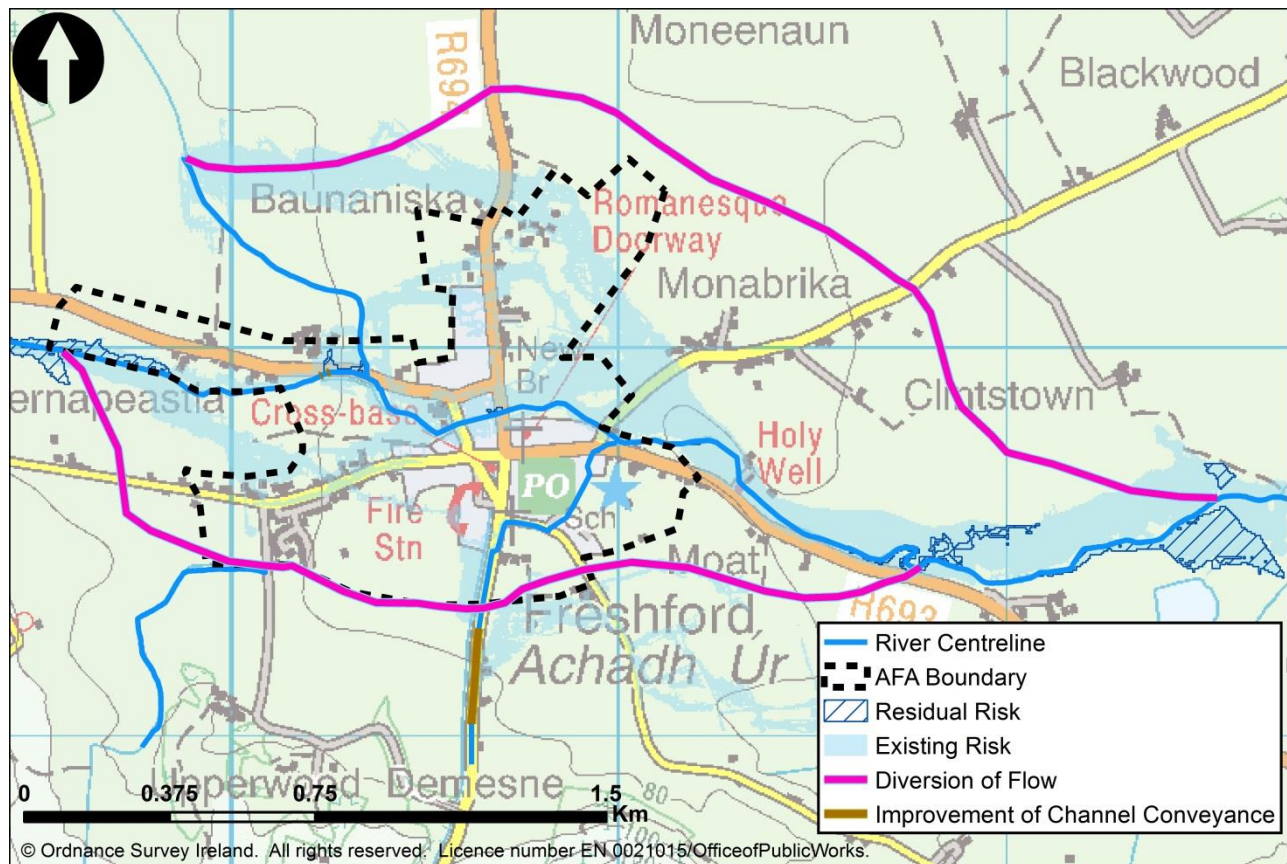 Moneenaun
R694
Blackwood
Baunaniska
Romanesque
Doorway
Monabrika
New
Br
ernapeastia
Cross-base
Clintstown
Holy
Well
PO
Fire
Stn
Sch
Moat
R693
Freshford
Achadh Úr
Upperwood Demesne
80
100
0 0.375 0.75 1.5
Km
River Centreline
AFA Boundary
Residual Risk
Existing Risk
Diversion of Flow
Improvement of Channel Conveyance
© Ordnance Survey Ireland. All rights reserved. Licence number EN 0021015/OfficeofPublicWorks.